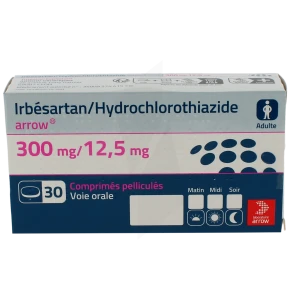 Irbésartan/Hydrochlorothiazide
arrow®
300 mg/12,5 mg
Adulte
30
Comprimés pelliculés
Voie orale
Matin Midi Soir
arrow